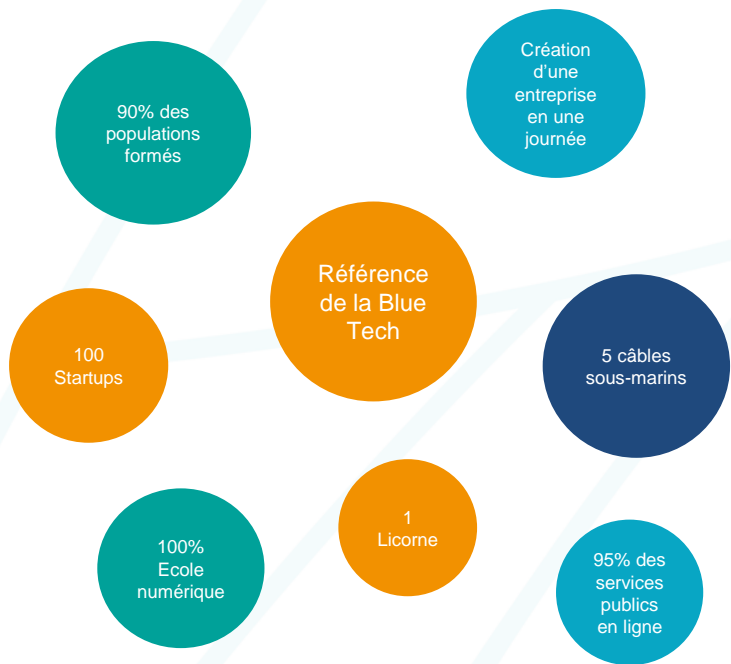 Création
d'une
entreprise
en une
journée
90% des
populations
formés
Référence
de la Blue
Tech
100
Startups
5 câbles
sous-marins
1
Licorne
100%
Ecole
numérique
95% des
services
publics
en ligne